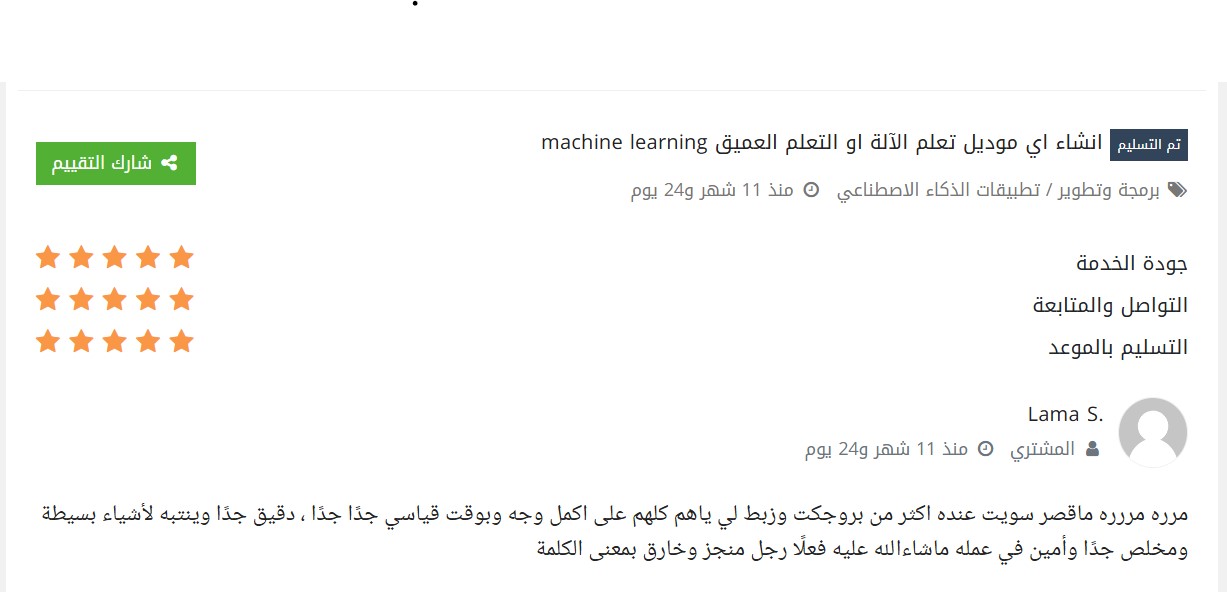 تم التسليم انشاء اي موديل تعلم الآلة او التعلم العميق machine learning
شارك التقييم
برمجة وتطوير / تطبيقات الذكاء الاصطناعي منذ 11 شهر و24 يوم
جودة الخدمة
التواصل والمتابعة
التسليم بالموعد
Lama S.
المشتري منذ 11 شهر و24 يوم
مرره مررره ماقصر سويت عنده اكثر من بروجكت وزبط لي ياهم كلهم على اكمل وجه وبوقت قياسي جدًا جدًا ، دقيق جدًا وينتبه لأشياء بسيطة
ومخلص جدًا وأمين في عمله ماشاءالله عليه فعلًا رجل منجز وخارق بمعنى الكلمة